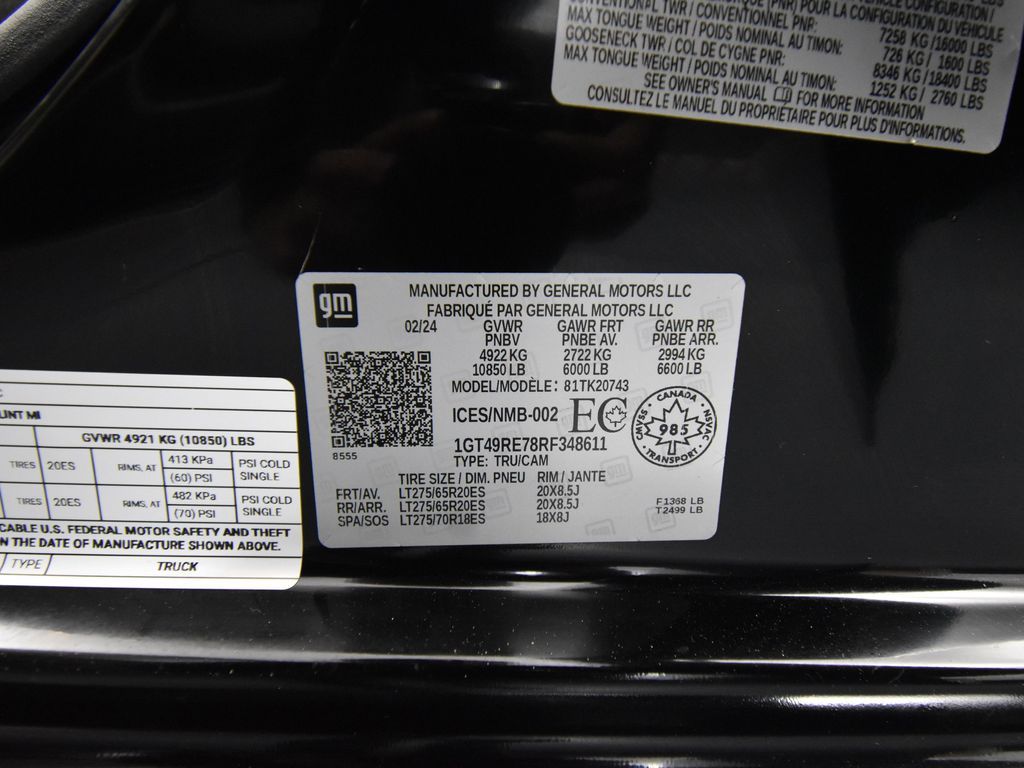 LA CONFIGURATION DU VÉHICULE
CONVENTIONAL TWR / CONVENTIONNEL PNR: 7258 KG /16000 LBS
MAX TONGUE WEIGHT / POIDS NOMINAL AU TIMON: 726 KG / 1600 LBS
GOOSENECK TWR / COL DE CYGNE PNR: 8346 KG / 18400 LBS
MAX TONGUE WEIGHT / POIDS NOMINAL AU TIMON: 1252 KG / 2760 LBS
SEE OWNER'S MANUAL FOR MORE INFORMATION
CONSULTEZ LE MANUEL DU PROPRIÉTAIRE POUR PLUS D'INFORMATIONS.
gm
MANUFACTURED BY GENERAL MOTORS LLC
FABRIQUÉ PAR GENERAL MOTORS LLC
02/24 GVWR GAWR FRT GAWR RR
PNBV PNBE AV. PNBE ARR.
4922 KG 2722 KG 2994 KG
10850 LB 6000 LB 6600 LB
MODEL/MODÈLE: 81TK20743
ICES/NMB-002 EC
CANADA
CMVSS 985 NSVAC
TRANSPORT
8555
1GT49RE78RF348611
TYPE: TRU/CAM
TIRE SIZE / DIM. PNEU RIM / JANTE
FRT/AV. LT275/65R20ES 20X8.5J
RR/ARR. LT275/65R20ES 20X8.5J
SPA/SOS LT275/70R18ES 18X8J
F1368 LB
T2499 LB
MI
GVWR 4921 KG (10850) LBS
TIRES 20ES RIMS, AT 413 KPa (60) PSI PSI COLD SINGLE
TIRES 20ES RIMS, AT 482 KPa (70) PSI PSI COLD SINGLE
U.S. FEDERAL MOTOR SAFETY AND THEFT
THE DATE OF MANUFACTURE SHOWN ABOVE.
TYPE TRUCK